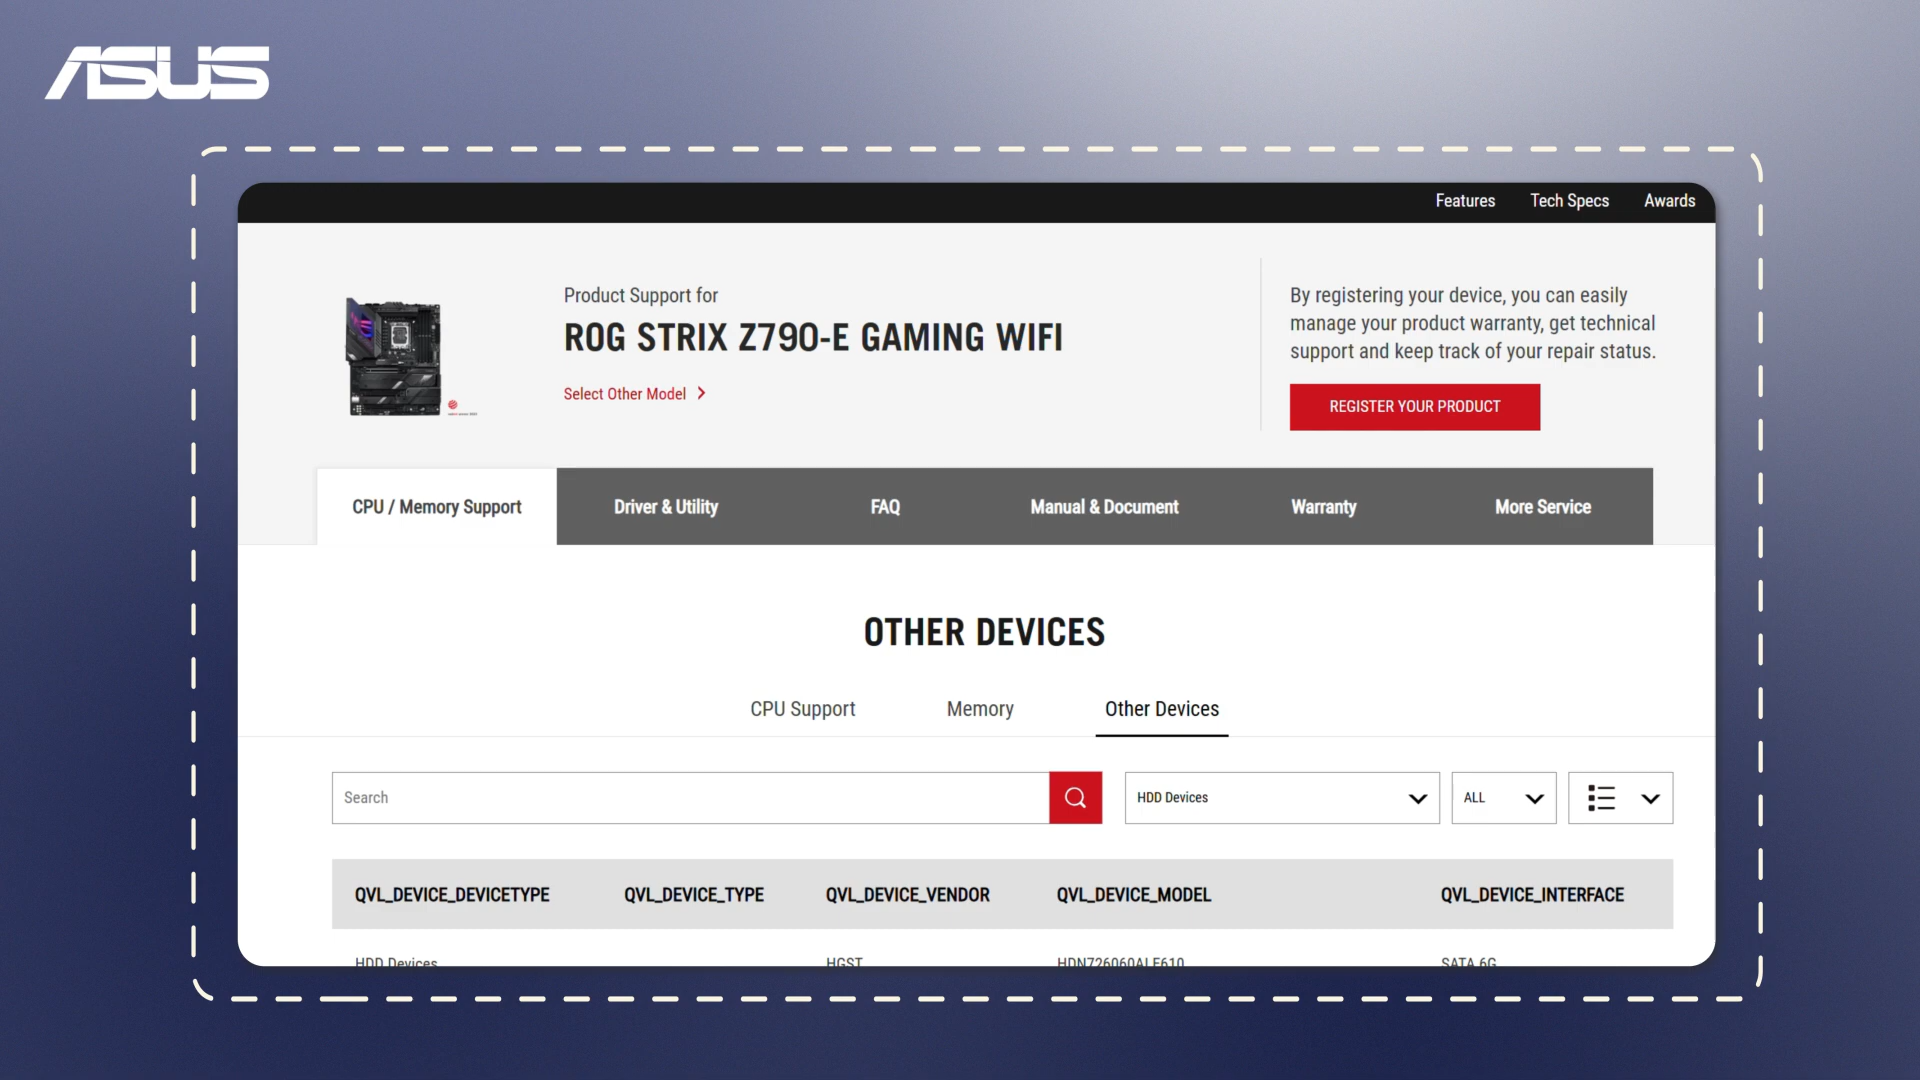 ASUS
Features Tech Specs Awards
Product Support for
ROG STRIX Z790-E GAMING WIFI
Select Other Model
By registering your device, you can easily
manage your product warranty, get technical
support and keep track of your repair status.
REGISTER YOUR PRODUCT
CPU / Memory Support Driver & Utility FAQ Manual & Document Warranty More Service
OTHER DEVICES
CPU Support Memory Other Devices
Search HDD Devices ALL
QVL_DEVICE_DEVICETYPE QVL_DEVICE_TYPE QVL_DEVICE_VENDOR QVL_DEVICE_MODEL QVL_DEVICE_INTERFACE
HDD Devices HGST HDN726060ALE610 SATA 6G